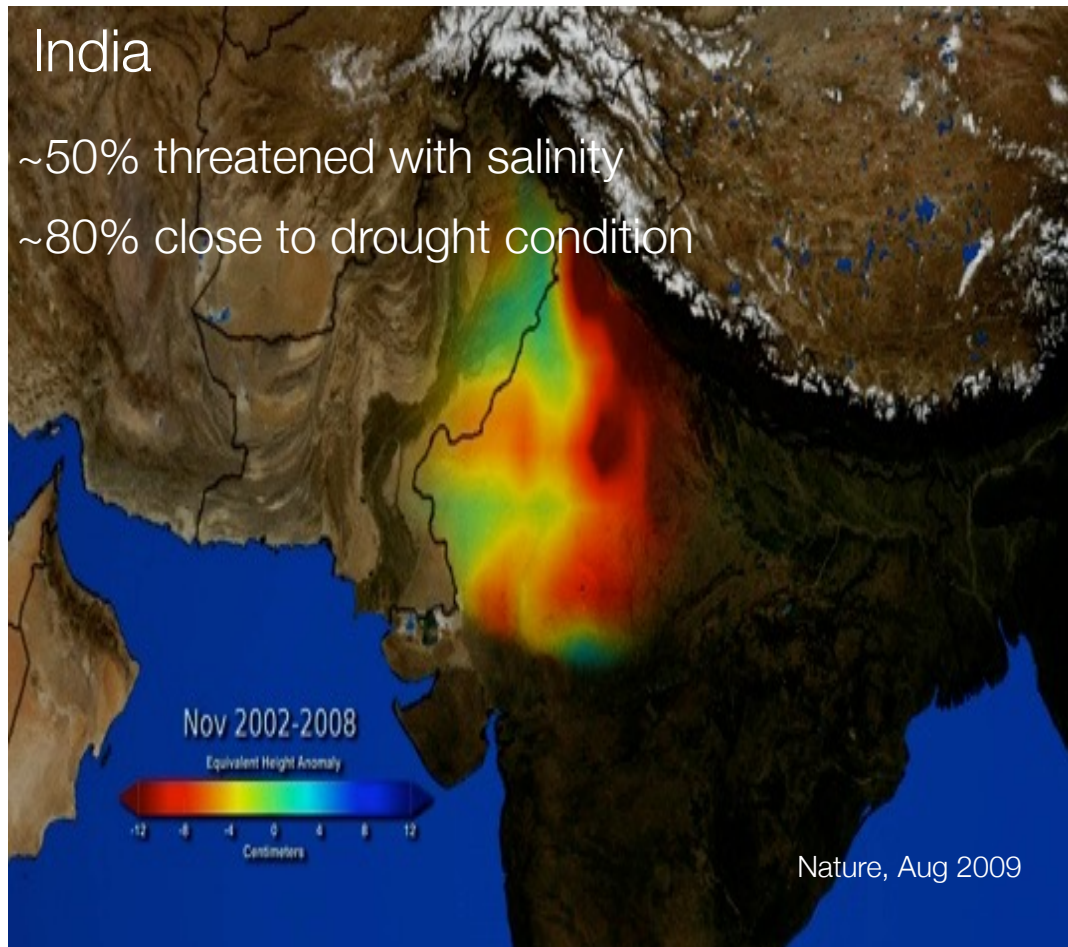 India
~50% threatened with salinity
~80% close to drought condition
Nov 2002-2008
Equivalent Height Anomaly
-12 -8 -4 0 4 8 12
Centimeters
Nature, Aug 2009